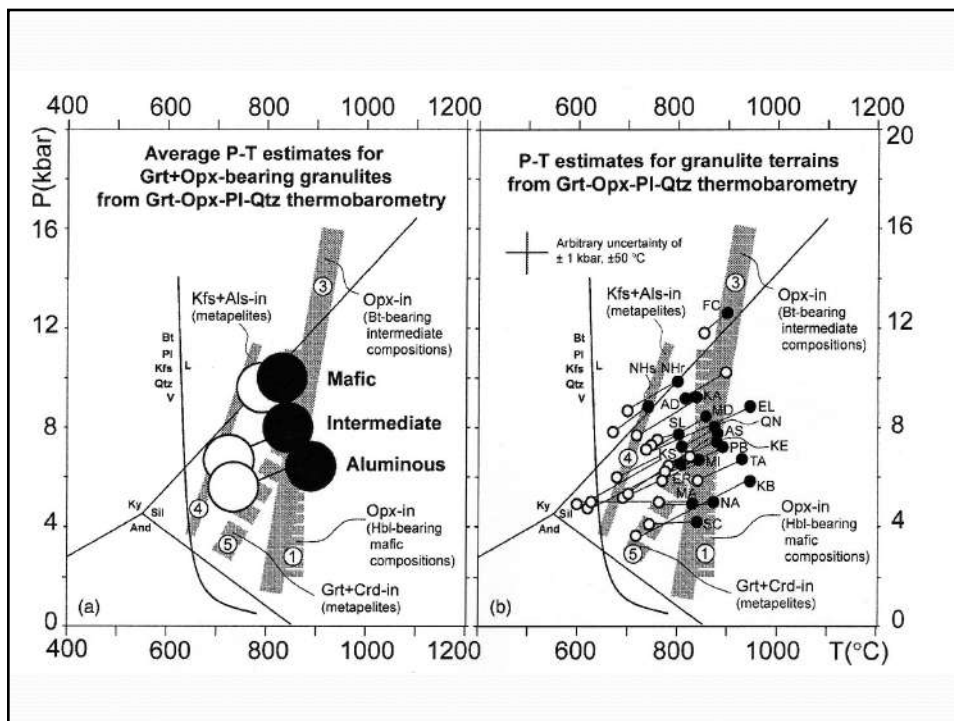 400 600 800 1000
P(kbar)
16
12
8
4
0
400 600 800 1000 1200
Average P-T estimates for
Grt+Opx-bearing granulites
from Grt-Opx-Pl-Qtz thermobarometry
3
Opx-in
(Bt-bearing
intermediate
compositions)
Kfs+Als-in
(metapelites)
Bt
Pl
Kfs
Qtz
V
L
Mafic
Intermediate
Aluminous
Ky
Sil
And
4
5
1
Opx-in
(Hbl-bearing
mafic
compositions)
Grt+Crd-in
(metapelites)
(a)
400 600 800 1000 1200
20
16
12
8
4
0
600 800 1000 T(°C)
P-T estimates for granulite terrains
from Grt-Opx-Pl-Qtz thermobarometry
Arbitrary uncertainty of
± 1 kbar, ±50 °C
3
FC
Opx-in
(Bt-bearing
intermediate
compositions)
Kfs+Als-in
(metapelites)
Bt
Pl
Kfs
Qtz
V
L
NHs NHr
AD
KA
MD
EL
QN
SL
AS
KE
PB
KS
MI
TA
ER
MA
KB
NA
SC
Ky
Sil
And
4
5
1
Opx-in
(Hbl-bearing
mafic
compositions)
Grt+Crd-in
(metapelites)
(b)